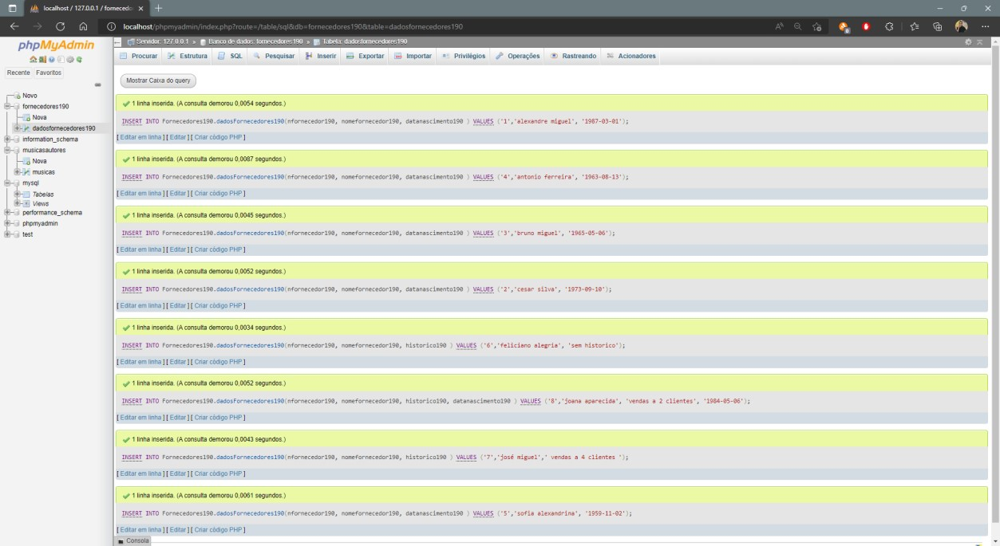 localhost / 127.0.0.1 / fornecedo
localhost/phpmyadmin/index.php?route=/table/sql&db=fornecedores190&table=dadosfornecedores190
phpMyAdmin
Recente Favoritos
Novo
fornecedores190
Nova
dadosfornecedores190
information_schema
musicasautores
Nova
musicas
mysql
Tabelas
Views
performance_schema
phpmyadmin
test
Servidor: 127.0.0.1 » Banco de dados: fornecedores190 » Tabela: dadosfornecedores190
Procurar Estrutura SQL Pesquisar Inserir Exportar Importar Privilégios Operações Rastreando Acionadores
Mostrar Caixa do query
1 linha inserida. (A consulta demorou 0,0054 segundos.)
INSERT INTO Fornecedores190.dadosFornecedores190(nfornecedor190, nomefornecedor190, datanascimento190 ) VALUES ('1','alexandre miguel', '1987-03-01');
[ Editar em linha ] [ Editar ] [ Criar código PHP ]
1 linha inserida. (A consulta demorou 0,0087 segundos.)
INSERT INTO Fornecedores190.dadosFornecedores190(nfornecedor190, nomefornecedor190, datanascimento190 ) VALUES ('4','antonio ferreira', '1963-08-13');
[ Editar em linha ] [ Editar ] [ Criar código PHP ]
1 linha inserida. (A consulta demorou 0,0045 segundos.)
INSERT INTO Fornecedores190.dadosFornecedores190(nfornecedor190, nomefornecedor190, datanascimento190 ) VALUES ('3','bruno miguel', '1965-05-06');
[ Editar em linha ] [ Editar ] [ Criar código PHP ]
1 linha inserida. (A consulta demorou 0,0052 segundos.)
INSERT INTO Fornecedores190.dadosFornecedores190(nfornecedor190, nomefornecedor190, datanascimento190 ) VALUES ('2','cesar silva', '1973-09-10');
[ Editar em linha ] [ Editar ] [ Criar código PHP ]
1 linha inserida. (A consulta demorou 0,0034 segundos.)
INSERT INTO Fornecedores190.dadosFornecedores190(nfornecedor190, nomefornecedor190, historico190 ) VALUES ('6','feliciano alegria', 'sem historico');
[ Editar em linha ] [ Editar ] [ Criar código PHP ]
1 linha inserida. (A consulta demorou 0,0052 segundos.)
INSERT INTO Fornecedores190.dadosFornecedores190(nfornecedor190, nomefornecedor190, historico190, datanascimento190 ) VALUES ('8','joana aparecida', 'vendas a 2 clientes', '1984-05-06');
[ Editar em linha ] [ Editar ] [ Criar código PHP ]
1 linha inserida. (A consulta demorou 0,0043 segundos.)
INSERT INTO Fornecedores190.dadosFornecedores190(nfornecedor190, nomefornecedor190, historico190 ) VALUES ('7','josé miguel',' vendas a 4 clientes ');
[ Editar em linha ] [ Editar ] [ Criar código PHP ]
1 linha inserida. (A consulta demorou 0,0061 segundos.)
INSERT INTO Fornecedores190.dadosFornecedores190(nfornecedor190, nomefornecedor190, datanascimento190 ) VALUES ('5','sofia alexandrina', '1959-11-02');
[ Editar em linha ] [ Editar ] [ Criar código PHP ]
Consola